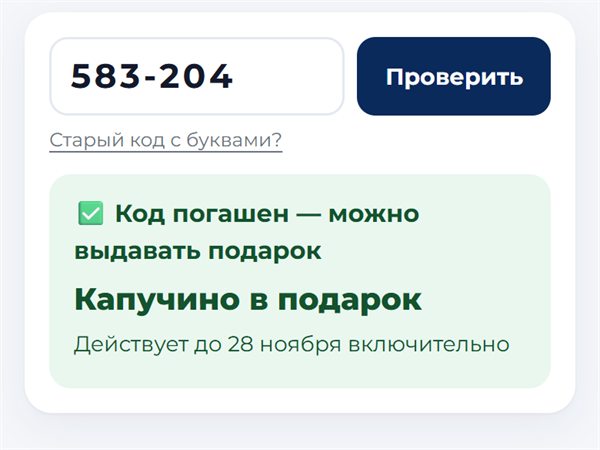 583-204
Проверить
Старый код с буквами?
✅ Код погашен — можно
выдавать подарок
Капучино в подарок
Действует до 28 ноября включительно